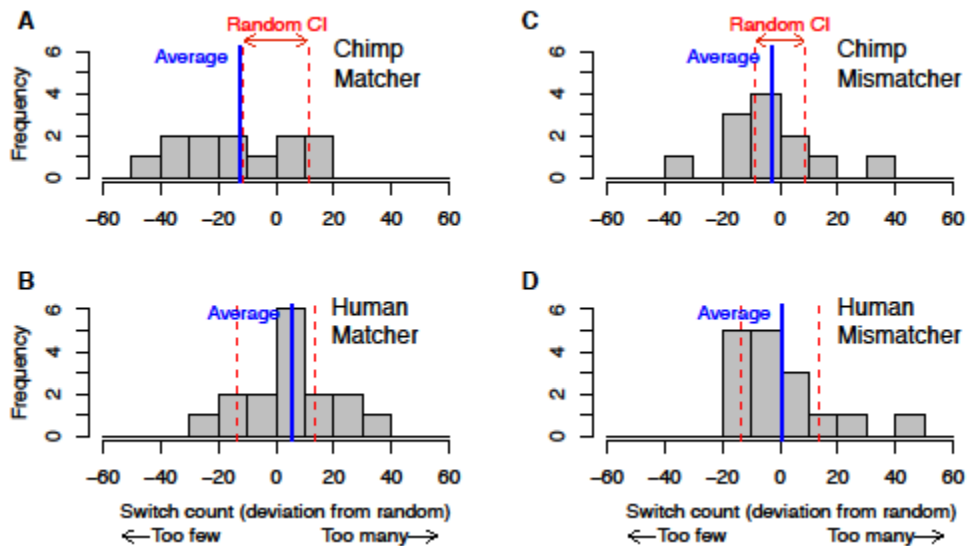 A
Random CI
Average
Chimp
Matcher
Frequency
0 2 4 6
−60 −40 −20 0 20 40 60
C
Random CI
Average
Chimp
Mismatcher
0 2 4 6
−60 −40 −20 0 20 40 60
B
Average
Human
Matcher
Frequency
0 2 4 6
−60 −40 −20 0 20 40 60
Switch count (deviation from random)
←Too few Too many→
D
Average
Human
Mismatcher
0 2 4 6
−60 −40 −20 0 20 40 60
Switch count (deviation from random)
←Too few Too many→